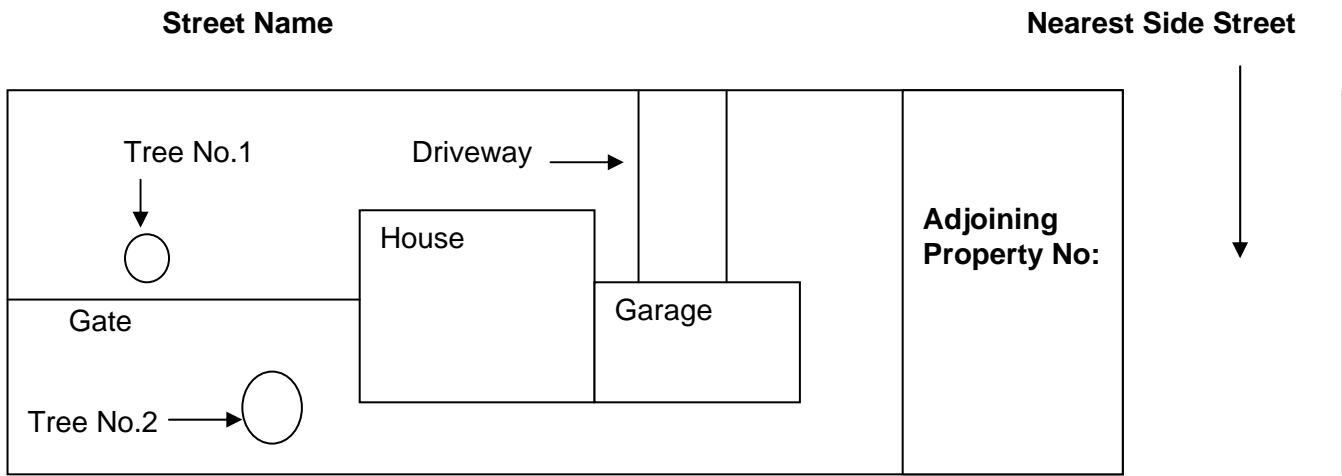 Street Name
Nearest Side Street
Tree No.1
Driveway
House
Adjoining
Property No:
Gate
Garage
Tree No.2